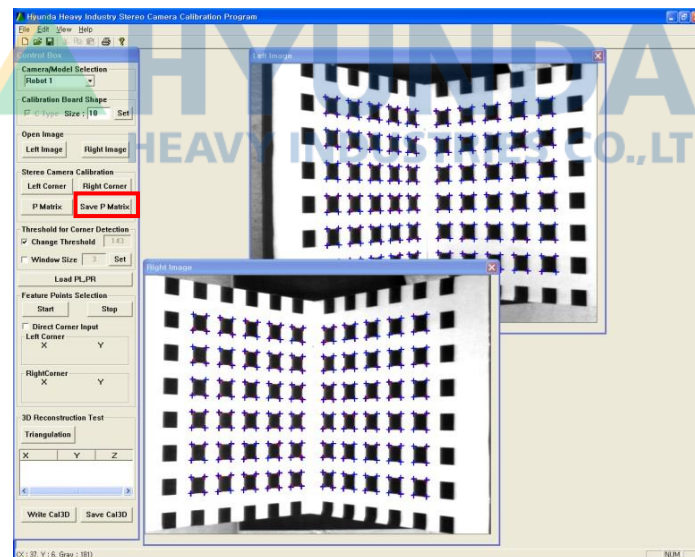 Hyunda Heavy Industry Stereo Camera Calibration Program
File Edit View Help
Control Box
Camera/Model Selection
Robot 1
Calibration Board Shape
C Type Size : 10 Set
Open Image
Left Image Right Image
Stereo Camera Calibration
Left Corner Right Corner
P Matrix Save P Matrix
Threshold for Corner Detection
Change Threshold 143
Window Size 3 Set
Load PL,PR
Feature Points Selection
Start Stop
Direct Corner Input
Left Corner
X Y
RightCorner
X Y
3D Reconstruction Test
Triangulation
X Y Z
Write Cal3D Save Cal3D
(X : 37, Y : 6, Gray : 181)
NUM
Left Image
Right Image
HYUNDA
HEAVY INDUSTRIES CO.,LT